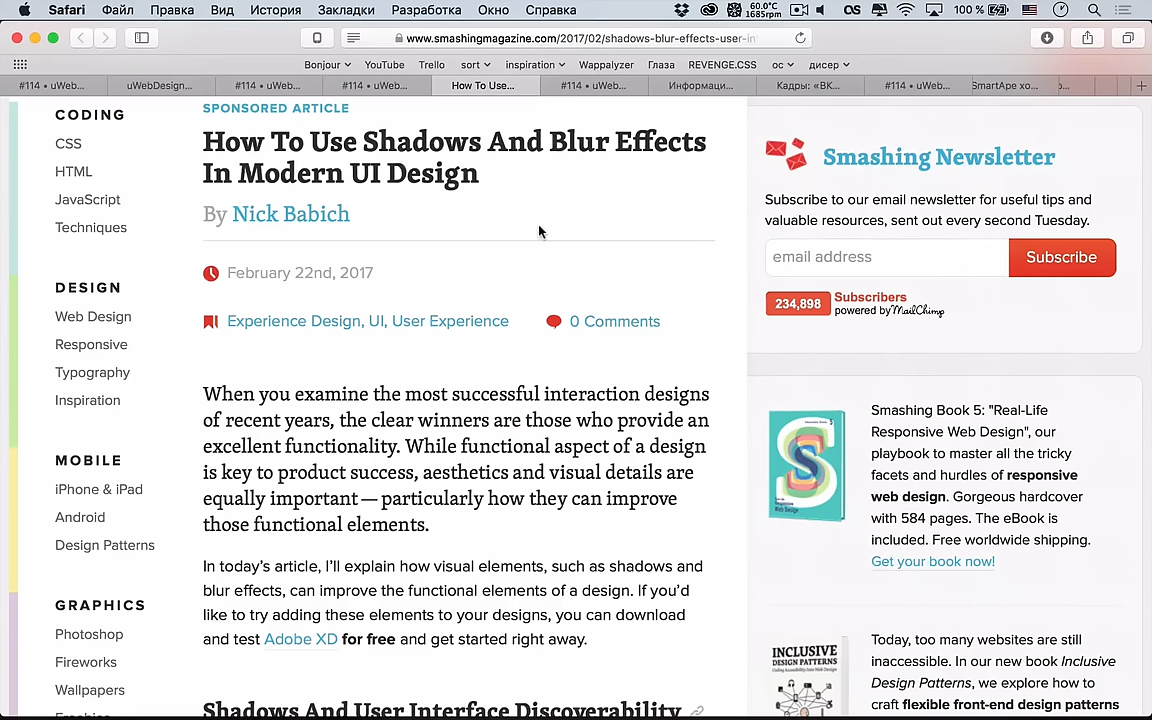 Safari Файл Правка Вид История Закладки Разработка Окно Справка 60.0°C 1685rpm 100 %
www.smashingmagazine.com/2017/02/shadows-blur-effects-user-in
Bonjour YouTube Trello sort inspiration Wappalyzer Глаза REVENGE.CSS ос дисер
#114 • uWeb... uWebDesign... #114 • uWeb... #114 • uWeb... How To Use... #114 • uWeb... Информаци... Кадры: «ВК... #114 • uWeb... SmartApe хо...
CODING
CSS
HTML
JavaScript
Techniques
DESIGN
Web Design
Responsive
Typography
Inspiration
MOBILE
iPhone & iPad
Android
Design Patterns
GRAPHICS
Photoshop
Fireworks
Wallpapers
SPONSORED ARTICLE
How To Use Shadows And Blur Effects
In Modern UI Design
By Nick Babich
February 22nd, 2017
Experience Design, UI, User Experience 0 Comments
When you examine the most successful interaction designs
of recent years, the clear winners are those who provide an
excellent functionality. While functional aspect of a design
is key to product success, aesthetics and visual details are
equally important — particularly how they can improve
those functional elements.
In today’s article, I’ll explain how visual elements, such as shadows and
blur effects, can improve the functional elements of a design. If you’d
like to try adding these elements to your designs, you can download
and test Adobe XD for free and get started right away.
Shadows And User Interface Discoverability
Smashing Newsletter
Subscribe to our email newsletter for useful tips and
valuable resources, sent out every second Tuesday.
email address Subscribe
234,898 Subscribers
powered by MailChimp
Smashing Book 5: "Real-Life
Responsive Web Design", our
playbook to master all the tricky
facets and hurdles of responsive
web design. Gorgeous hardcover
with 584 pages. The eBook is
included. Free worldwide shipping.
Get your book now!
INCLUSIVE
DESIGN PATTERNS
Today, too many websites are still
inaccessible. In our new book Inclusive
Design Patterns, we explore how to
craft flexible front-end design patterns